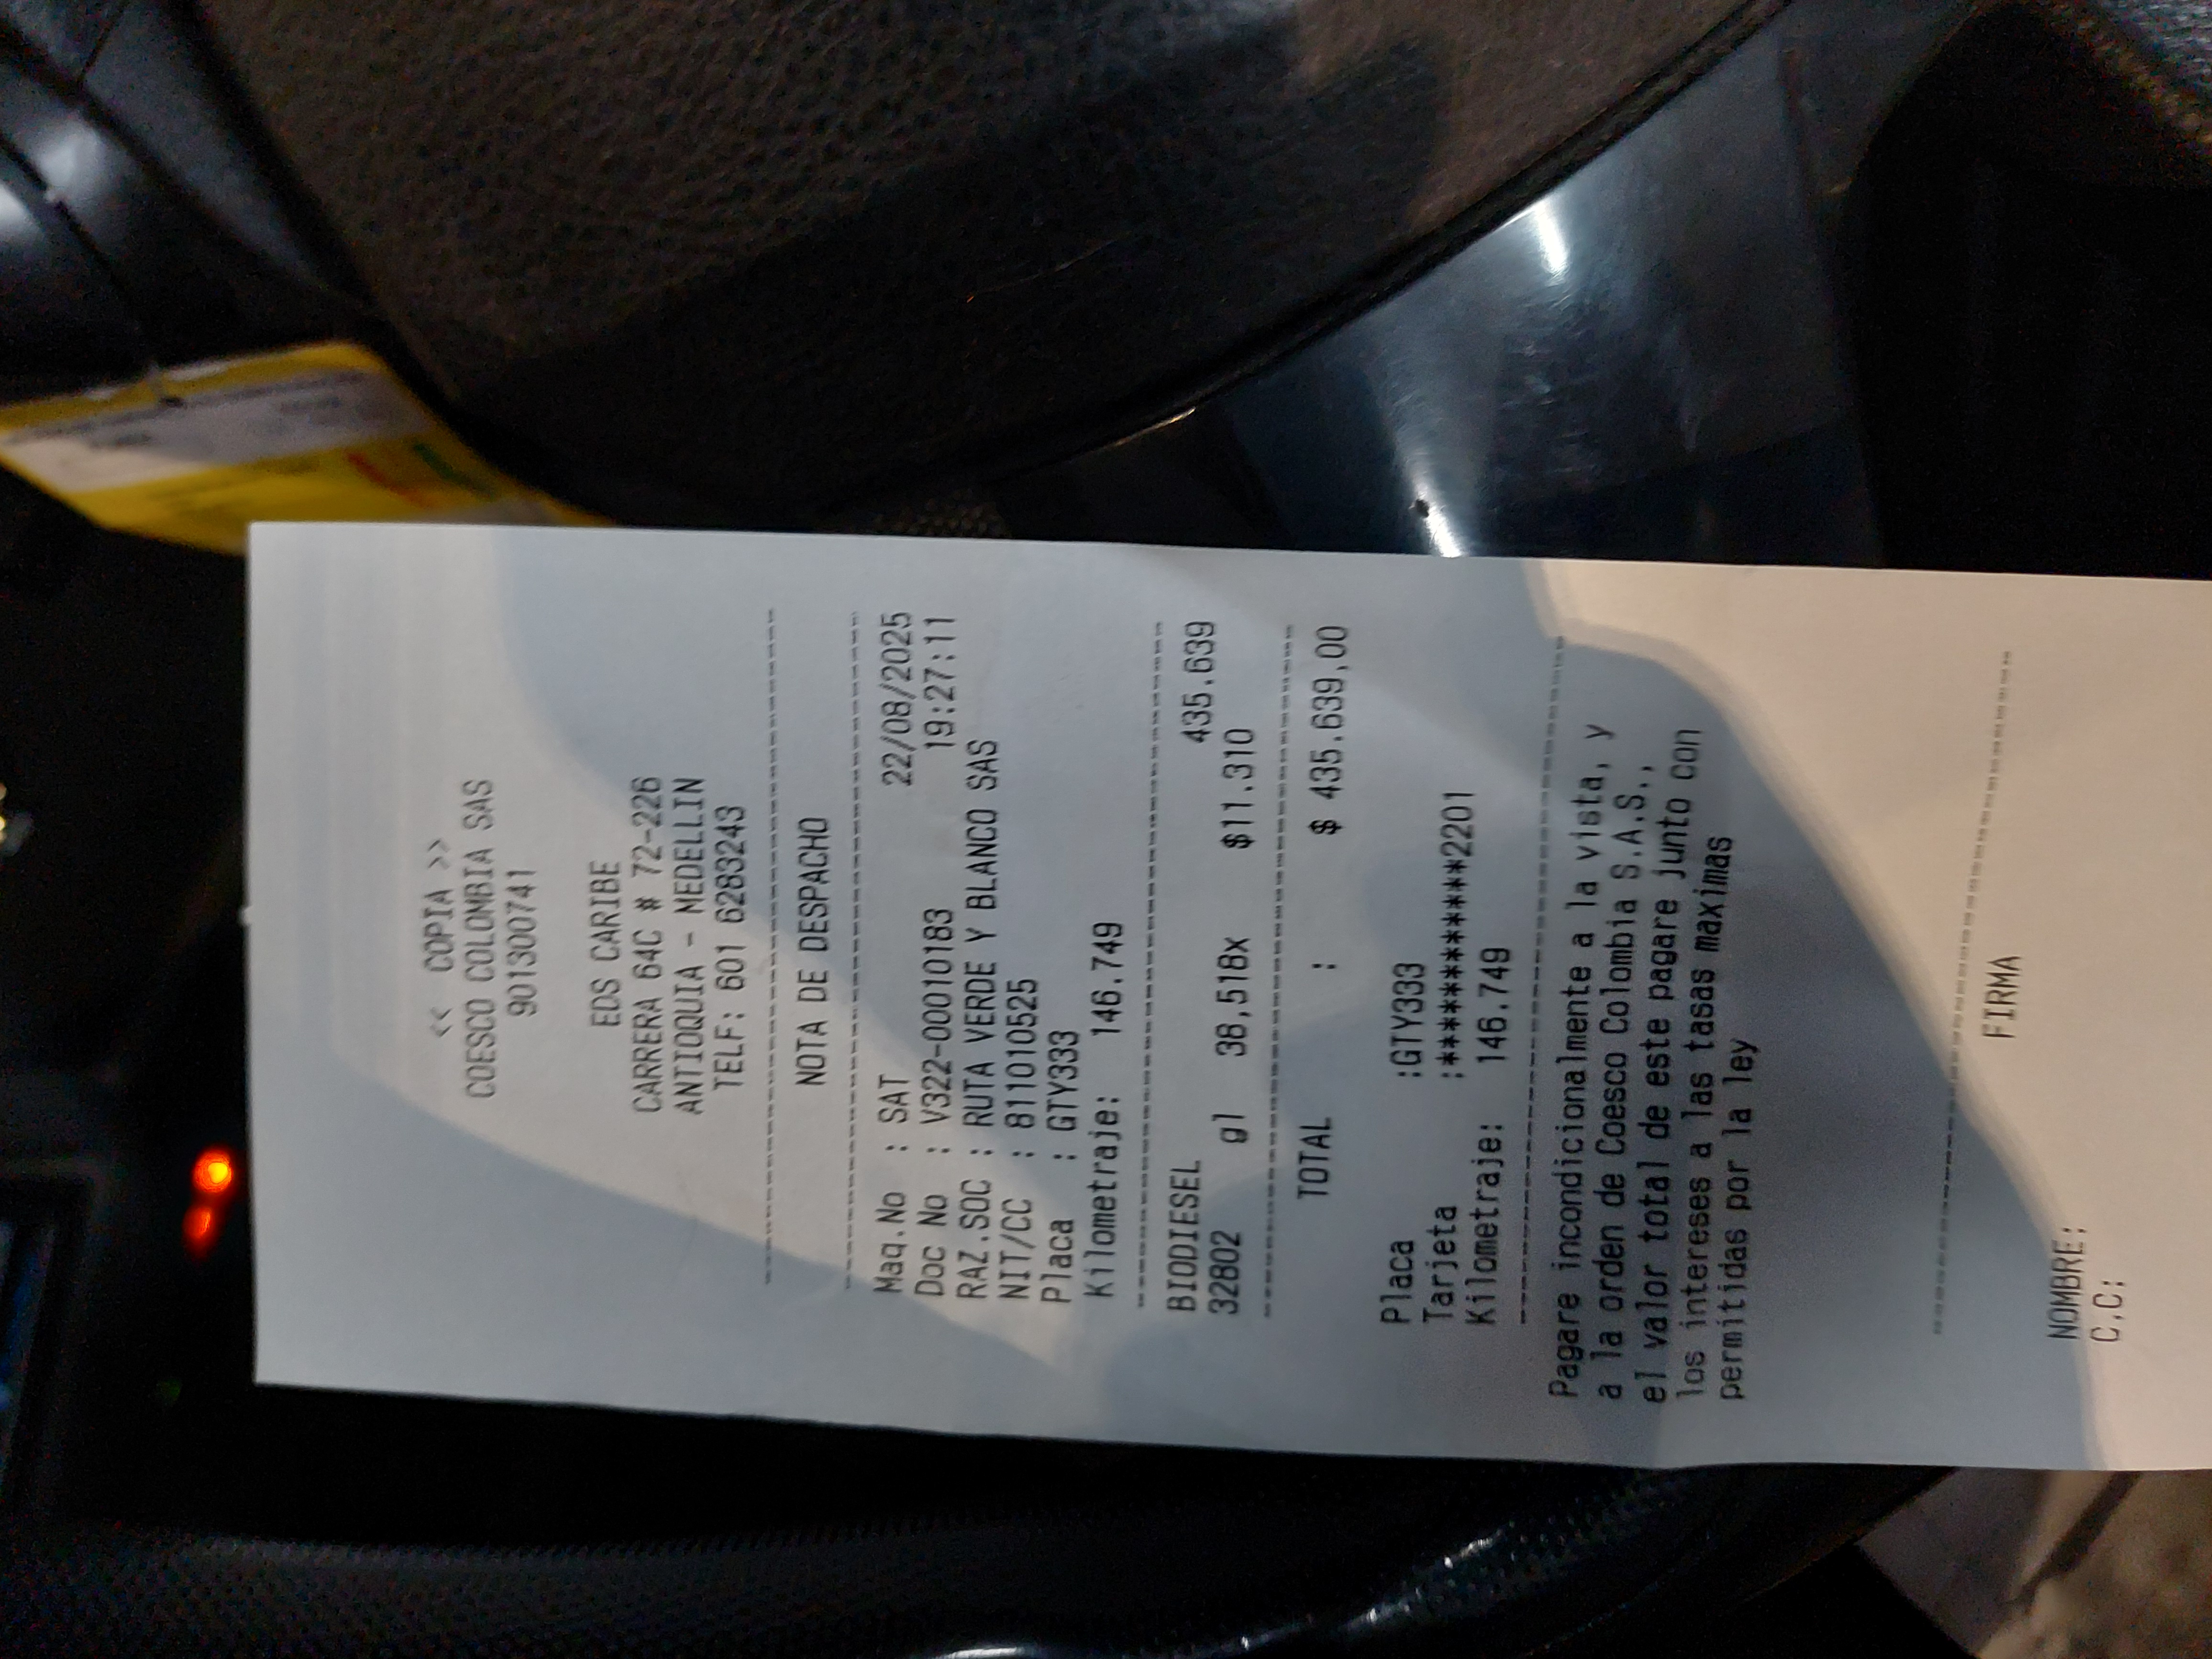 << COPIA >>
COESCO COLOMBIA SAS
901300741
EDS CARIBE
CARRERA 64C # 72-226
ANTIOQUIA - MEDELLIN
TELF: 601 6283243
NOTA DE DESPACHO
Maq.No : SAT 22/08/2025
Doc No : V322-00010183 19:27:11
RAZ.SOC : RUTA VERDE Y BLANCO SAS
NIT/CC : 811010525
Placa : GTY333
Kilometraje: 146.749
BIODIESEL 435.639
32802 gl 38,518x $11.310
TOTAL : $ 435.639,00
Placa :GTY333
Tarjeta :************2201
Kilometraje: 146.749
Pagare incondicionalmente a la vista, y
a la orden de Coesco Colombia S.A.S.,
el valor total de este pagare junto con
los intereses a las tasas maximas
permitidas por la ley
FIRMA
NOMBRE:
C.C: